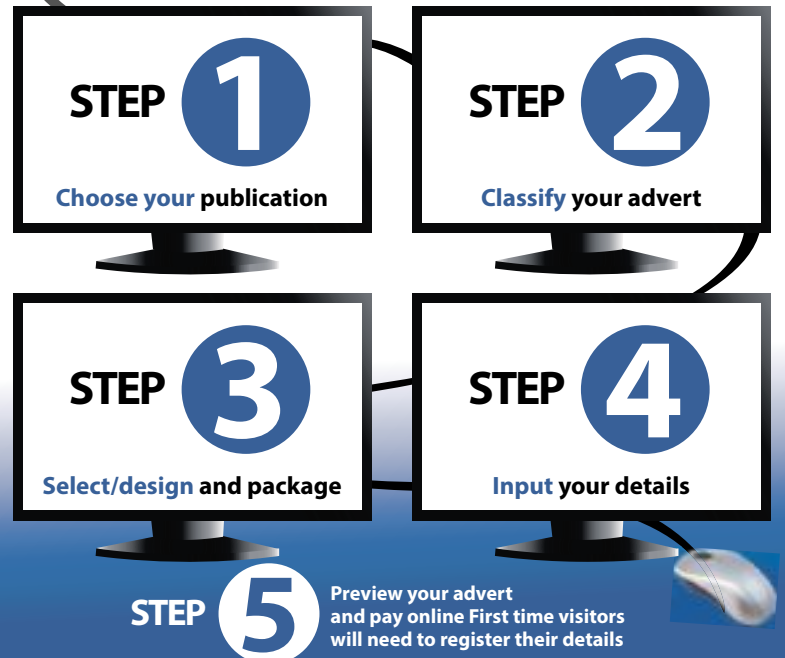 STEP 1
Choose your publication
STEP 2
Classify your advert
STEP 3
Select/design and package
STEP 4
Input your details
STEP 5
Preview your advert
and pay online First time visitors
will need to register their details